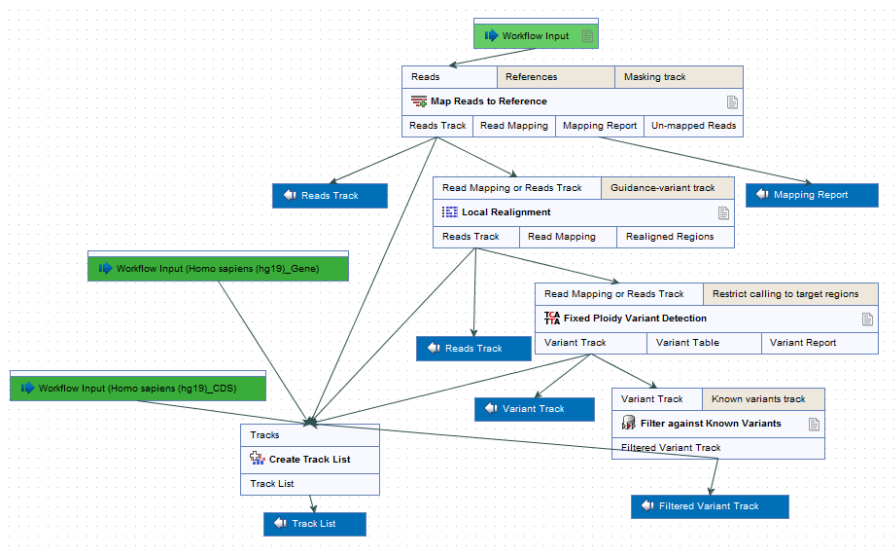 Workflow Input
Reads References Masking track
Map Reads to Reference
Reads Track Read Mapping Mapping Report Un-mapped Reads
Reads Track
Read Mapping or Reads Track Guidance-variant track
Mapping Report
Local Realignment
Reads Track Read Mapping Realigned Regions
Workflow Input (Homo sapiens (hg19)_Gene)
Read Mapping or Reads Track Restrict calling to target regions
TCA
TTA Fixed Ploidy Variant Detection
Variant Track Variant Table Variant Report
Reads Track
Workflow Input (Homo sapiens (hg19)_CDS)
Variant Track Known variants track
Variant Track
Filter against Known Variants
Tracks
Filtered Variant Track
Create Track List
Track List
Filtered Variant Track
Track List